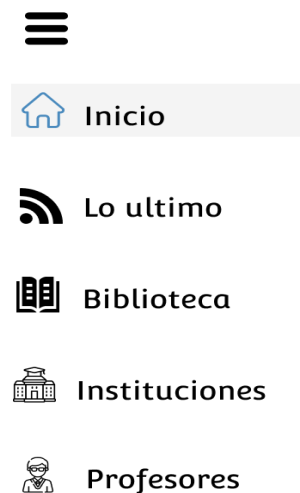 Inicio
Lo ultimo
Biblioteca
Instituciones
Profesores